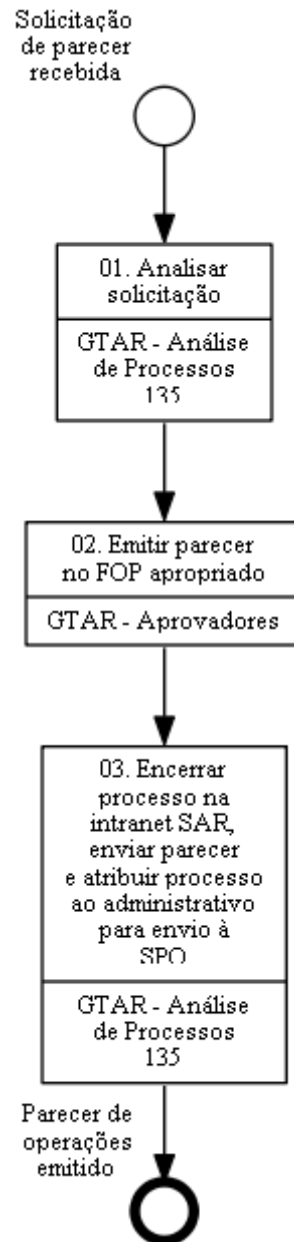 Solicitação
de parecer
recebida
01. Analisar
solicitação
GTAR - Análise
de Processos
135
02. Emitir parecer
no FOP apropriado
GTAR - Aprovadores
03. Encerrar
processo na
intranet SAR,
enviar parecer
e atribuir processo
ao administrativo
para envio à
SPO
GTAR - Análise
de Processos
135
Parecer de
operações
emitido